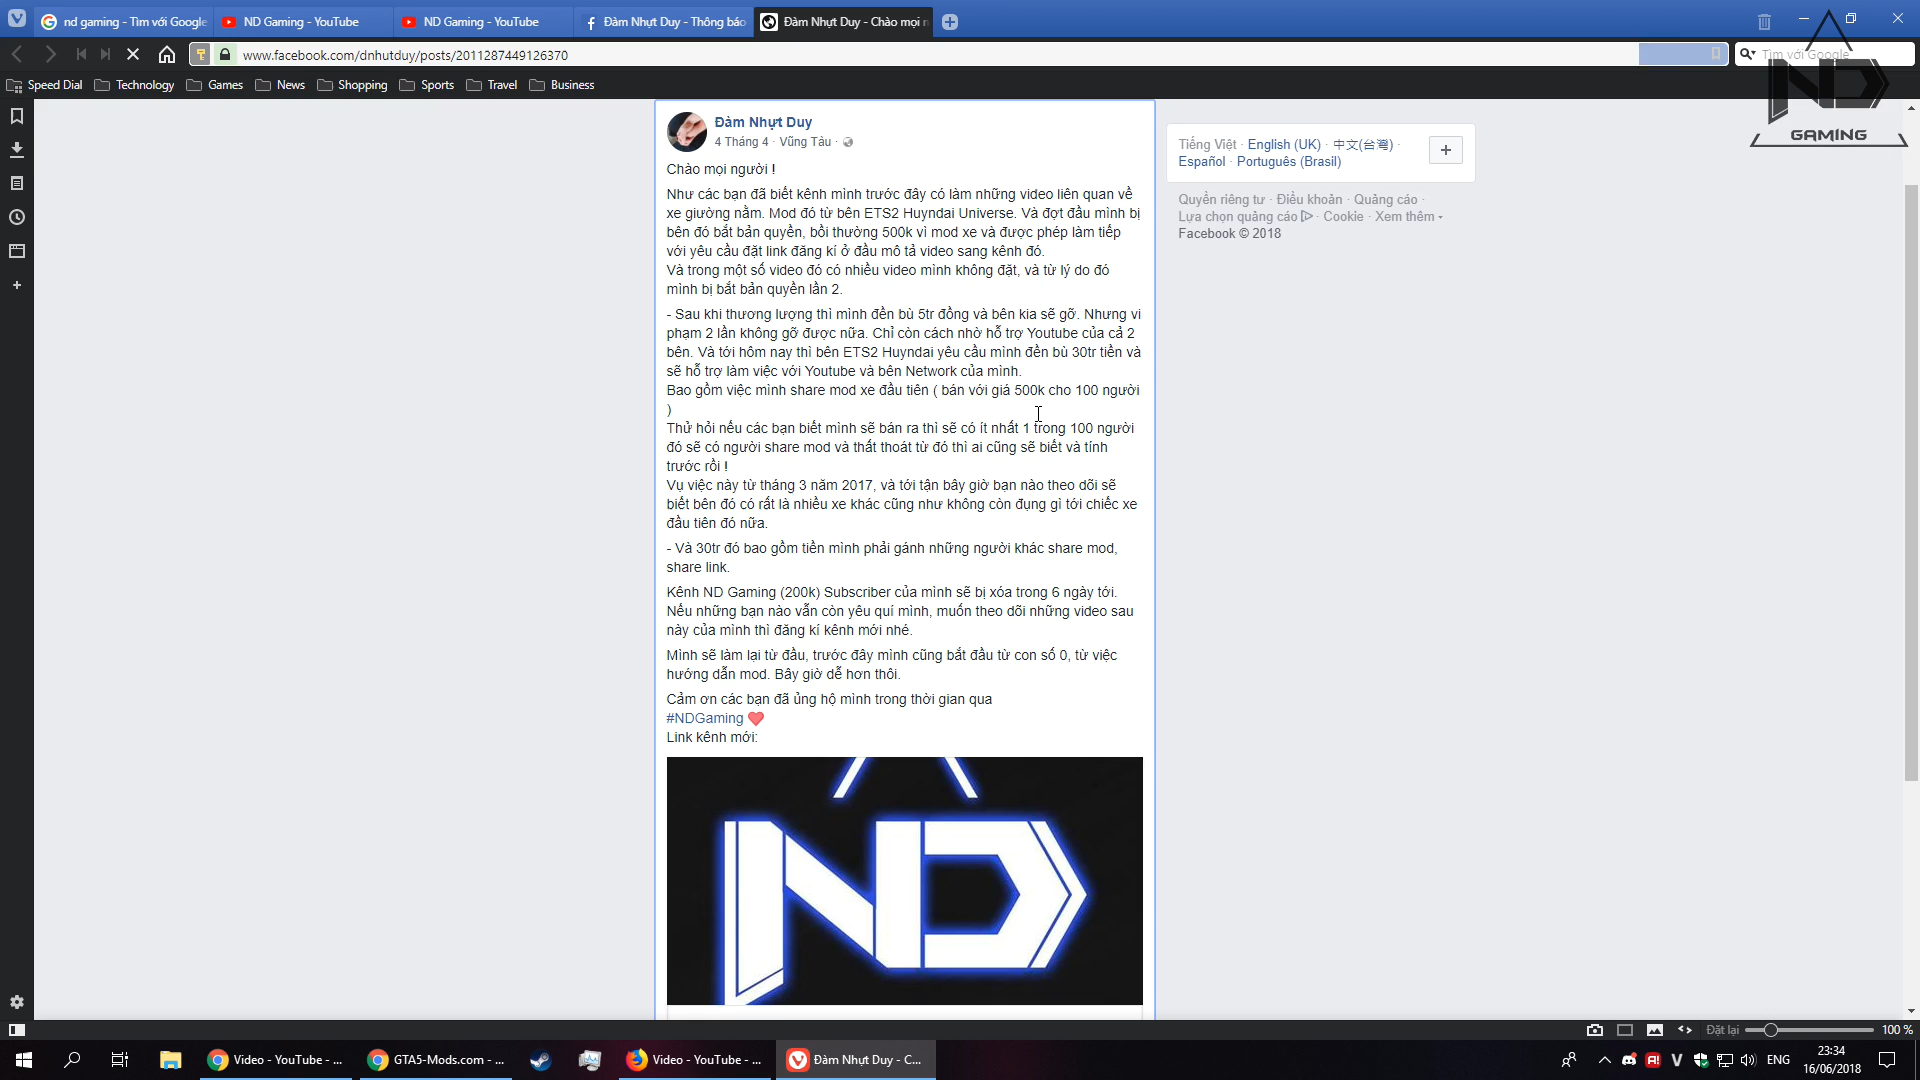 nd gaming - Tìm với Google
ND Gaming - YouTube
ND Gaming - YouTube
Đàm Nhựt Duy - Thông báo
Đàm Nhựt Duy - Chào mọi n
www.facebook.com/dnhutduy/posts/2011287449126370
Tìm với Google
Speed Dial
Technology
Games
News
Shopping
Sports
Travel
Business
ND
GAMING
Đàm Nhựt Duy
4 Tháng 4 · Vũng Tàu ·
Chào mọi người !
Như các bạn đã biết kênh mình trước đây có làm những video liên quan về
xe giường nằm. Mod đó từ bên ETS2 Huyndai Universe. Và đợt đầu mình bị
bên đó bắt bản quyền, bồi thường 500k vì mod xe và được phép làm tiếp
với yêu cầu đặt link đăng kí ở đầu mô tả video sang kênh đó.
Và trong một số video đó có nhiều video mình không đặt, và từ lý do đó
mình bị bắt bản quyền lần 2.
- Sau khi thương lượng thì mình đền bù 5tr đồng và bên kia sẽ gỡ. Nhưng vi
phạm 2 lần không gỡ được nữa. Chỉ còn cách nhờ hỗ trợ Youtube của cả 2
bên. Và tới hôm nay thì bên ETS2 Huyndai yêu cầu mình đền bù 30tr tiền và
sẽ hỗ trợ làm việc với Youtube và bên Network của mình.
Bao gồm việc mình share mod xe đầu tiên ( bán với giá 500k cho 100 người
)
Thử hỏi nếu các bạn biết mình sẽ bán ra thì sẽ có ít nhất 1 trong 100 người
đó sẽ có người share mod và thất thoát từ đó thì ai cũng sẽ biết và tính
trước rồi !
Vụ việc này từ tháng 3 năm 2017, và tới tận bây giờ bạn nào theo dõi sẽ
biết bên đó có rất là nhiều xe khác cũng như không còn đụng gì tới chiếc xe
đầu tiên đó nữa.
- Và 30tr đó bao gồm tiền mình phải gánh những người khác share mod,
share link.
Kênh ND Gaming (200k) Subscriber của mình sẽ bị xóa trong 6 ngày tới.
Nếu những bạn nào vẫn còn yêu quí mình, muốn theo dõi những video sau
này của mình thì đăng kí kênh mới nhé.
Mình sẽ làm lại từ đầu, trước đây mình cũng bắt đầu từ con số 0, từ việc
hướng dẫn mod. Bây giờ dễ hơn thôi.
Cảm ơn các bạn đã ủng hộ mình trong thời gian qua
#NDGaming
Link kênh mới:
ND
Tiếng Việt · English (UK) · 中文(台灣) ·
Español · Português (Brasil)
Quyền riêng tư · Điều khoản · Quảng cáo ·
Lựa chọn quảng cáo · Cookie · Xem thêm
Facebook © 2018
Đặt lại
100 %
Video - YouTube - ...
GTA5-Mods.com - ...
Video - YouTube - ...
Đàm Nhựt Duy - C...
ENG
23:34
16/06/2018